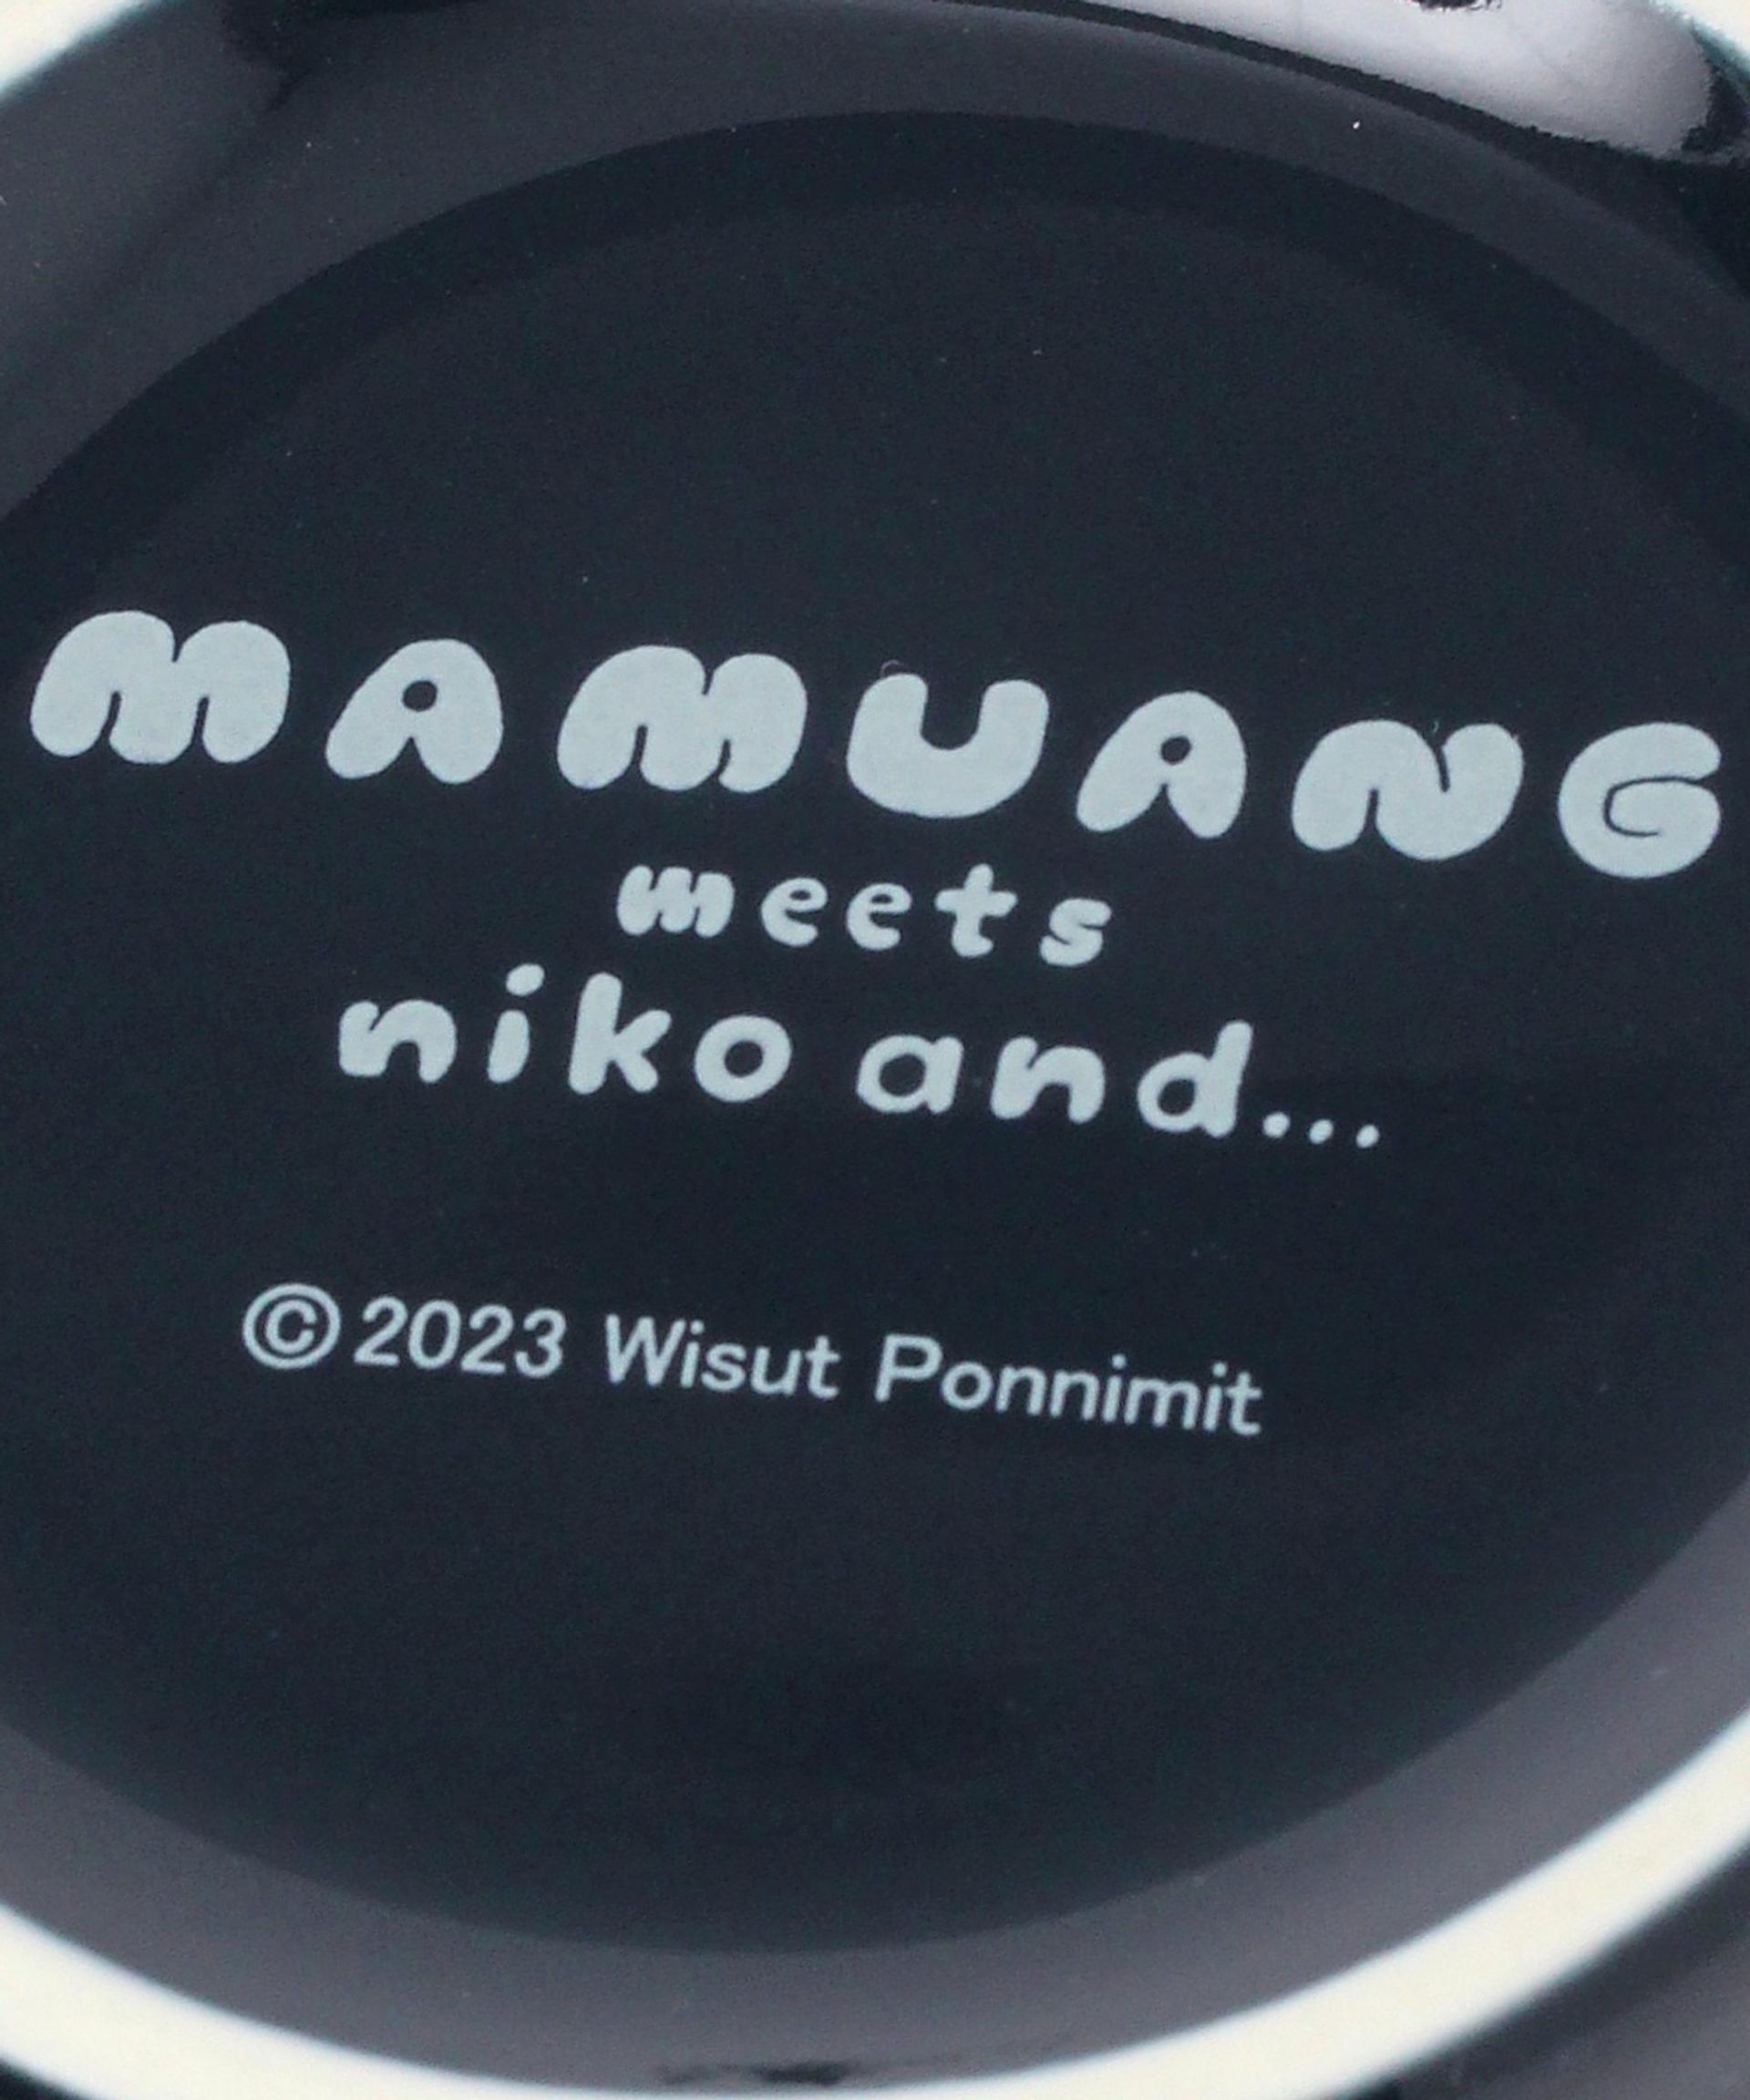 MAMUANG
meets
niko and...
©2023 Wisut Ponnimit